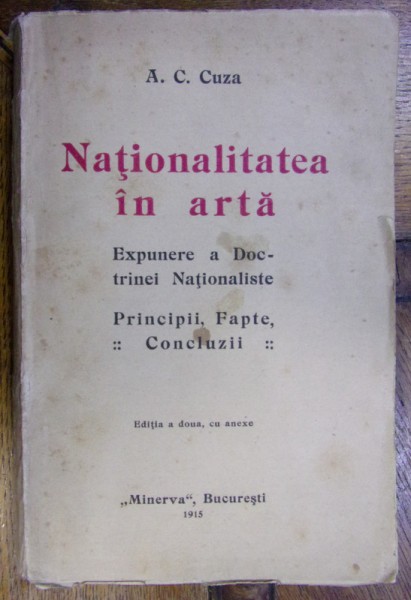 A. C. Cuza
Naţionalitatea
în artă
Expunere a Doc-
trinei Naţionaliste
Principii, Fapte,
:: Concluzii ::
Ediţia a doua, cu anexe
„Minerva“, Bucureşti
1915